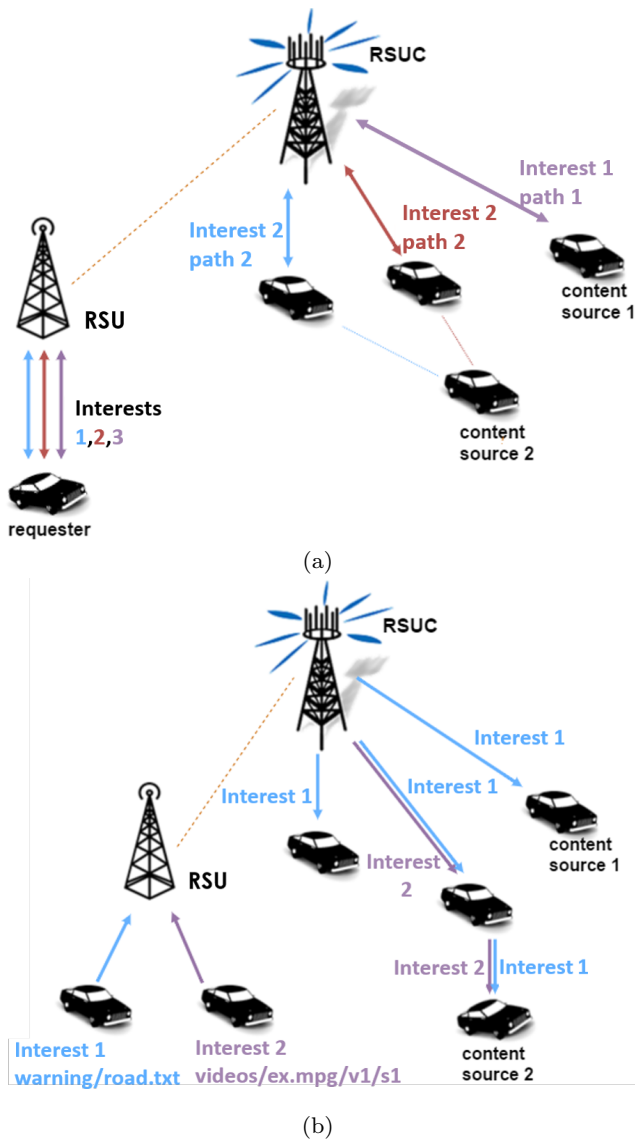 RSUC
Interest 1
path 1
Interest 2
path 2
Interest 2
path 2
content
source 1
RSU
Interests
1,2,3
content
source 2
requester
(a)
RSUC
Interest 1
Interest 1
Interest 1
content
source 1
Interest
2
RSU
Interest 2
Interest 1
Interest 1
warning/road.txt
Interest 2
videos/ex.mpg/v1/s1
content
source 2
(b)